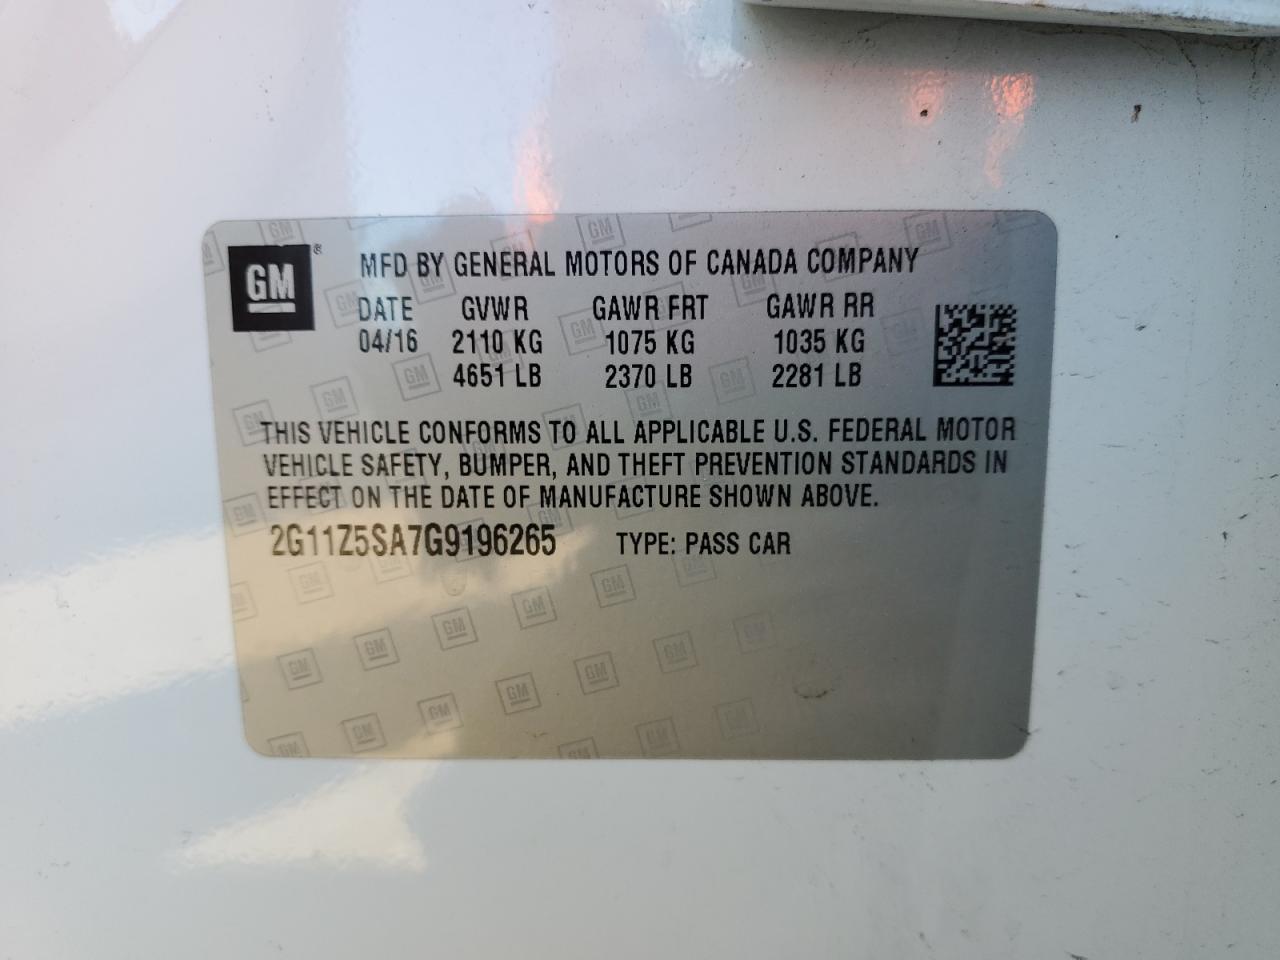 GM ® MFD BY GENERAL MOTORS OF CANADA COMPANY
DATE GVWR GAWR FRT GAWR RR
04/16 2110 KG 1075 KG 1035 KG
4651 LB 2370 LB 2281 LB
THIS VEHICLE CONFORMS TO ALL APPLICABLE U.S. FEDERAL MOTOR
VEHICLE SAFETY, BUMPER, AND THEFT PREVENTION STANDARDS IN
EFFECT ON THE DATE OF MANUFACTURE SHOWN ABOVE.
2G11Z5SA7G9196265 TYPE: PASS CAR